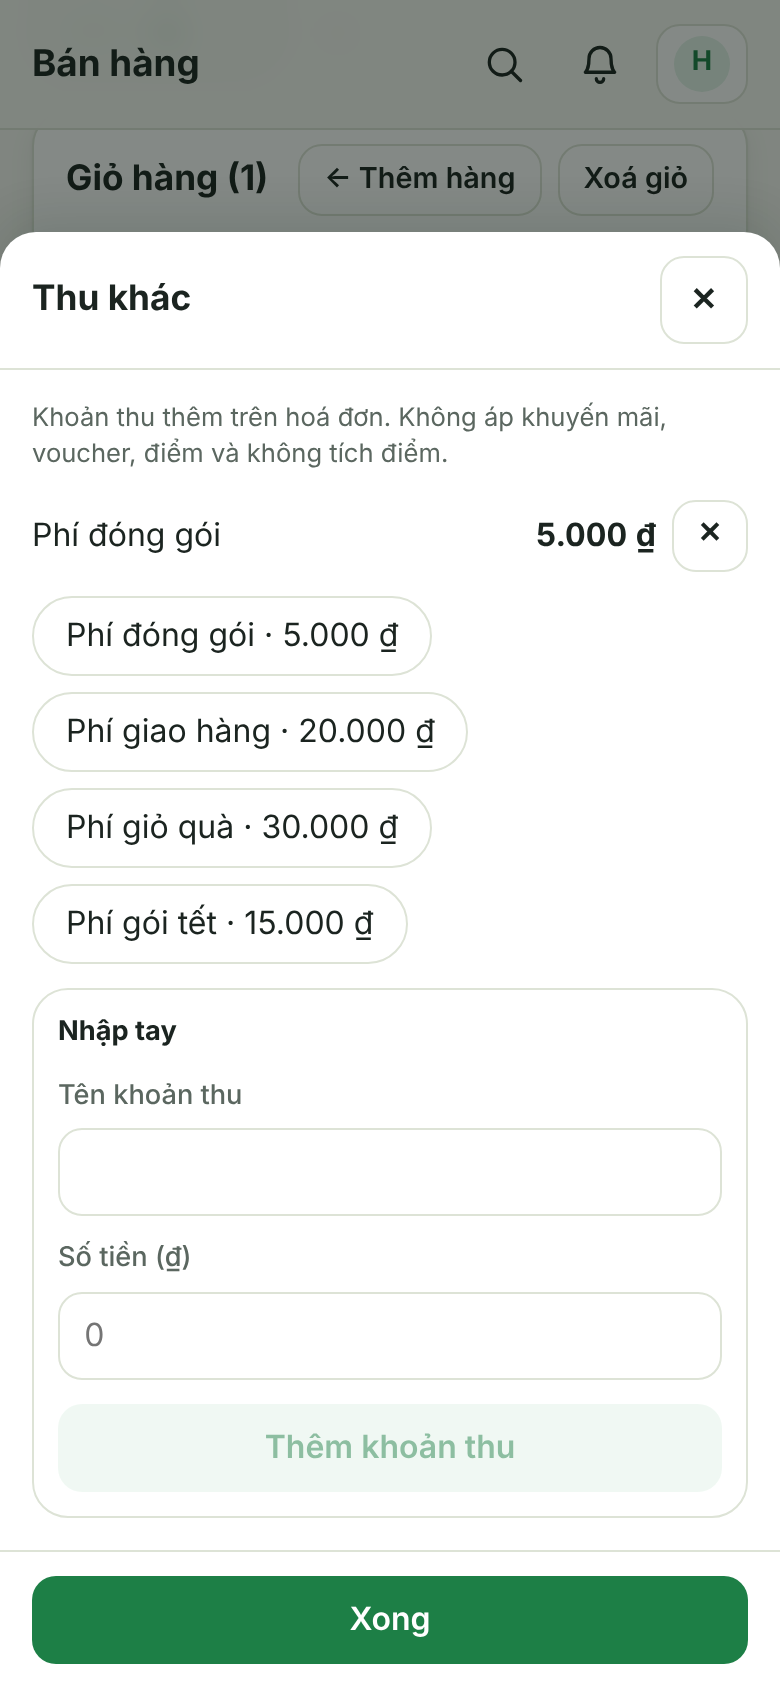 Bán hàng
H
Giỏ hàng (1)
← Thêm hàng
Xoá giỏ
Thu khác
×
Khoản thu thêm trên hoá đơn. Không áp khuyến mãi,
voucher, điểm và không tích điểm.
Phí đóng gói
5.000 ₫
×
Phí đóng gói · 5.000 ₫
Phí giao hàng · 20.000 ₫
Phí giỏ quà · 30.000 ₫
Phí gói tết · 15.000 ₫
Nhập tay
Tên khoản thu
Số tiền (₫)
0
Thêm khoản thu
Xong